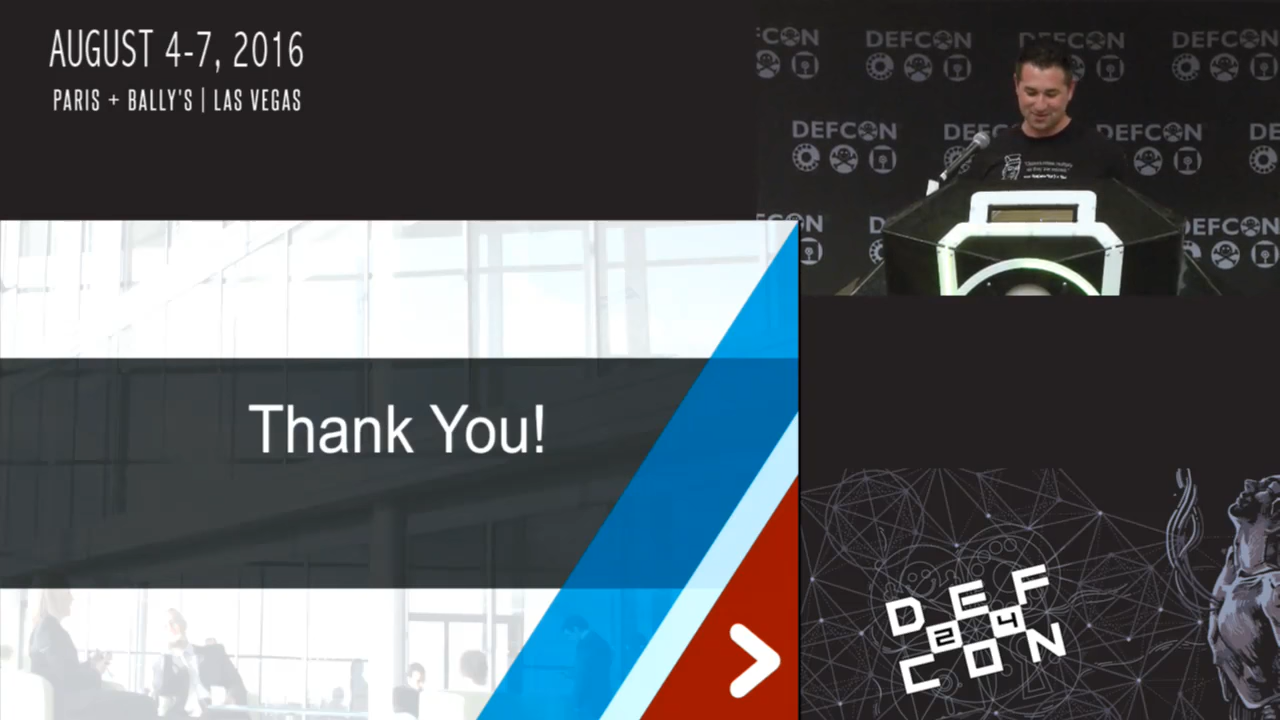 AUGUST 4-7, 2016
PARIS + BALLY'S | LAS VEGAS
DEFCON DEFCON DEFCON
DEFCON DEFCON DEFCON
DEFCON
Thank You!
DEF
24
CON